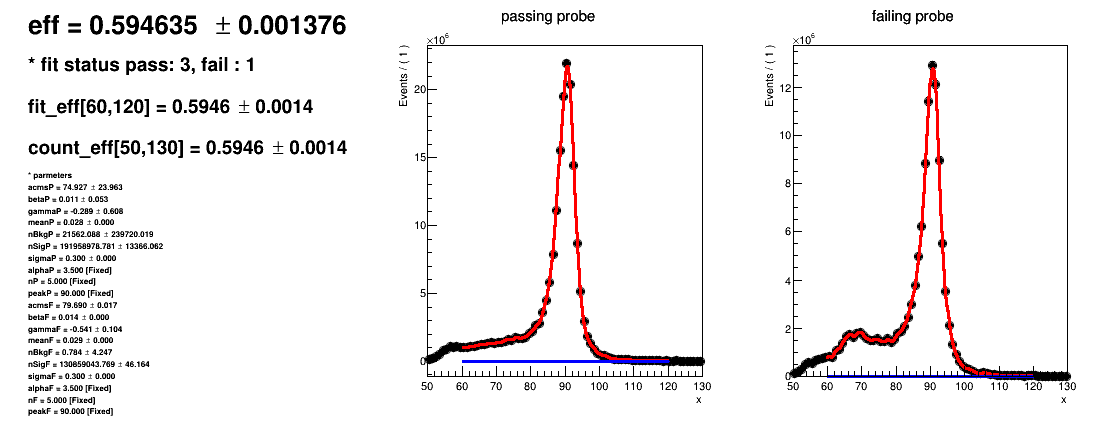 eff = 0.594635 ± 0.001376
* fit status pass: 3, fail : 1
fit_eff[60,120] = 0.5946 ± 0.0014
count_eff[50,130] = 0.5946 ± 0.0014
* parmeters
acmsP = 74.927 ± 23.963
betaP = 0.011 ± 0.053
gammaP = -0.289 ± 0.608
meanP = 0.028 ± 0.000
nBkgP = 21562.088 ± 239720.019
nSigP = 191958978.781 ± 13366.062
sigmaP = 0.300 ± 0.000
alphaP = 3.500 [Fixed]
nP = 5.000 [Fixed]
peakP = 90.000 [Fixed]
acmsF = 79.690 ± 0.017
betaF = 0.014 ± 0.000
gammaF = -0.541 ± 0.104
meanF = 0.029 ± 0.000
nBkgF = 0.784 ± 4.247
nSigF = 130859043.769 ± 46.164
sigmaF = 0.300 ± 0.000
alphaF = 3.500 [Fixed]
nF = 5.000 [Fixed]
peakF = 90.000 [Fixed]
passing probe
×10⁶
Events / ( 1 )
20
15
10
5
0
50 60 70 80 90 100 110 120 130
x
failing probe
×10⁶
Events / ( 1 )
12
10
8
6
4
2
0
50 60 70 80 90 100 110 120 130
x